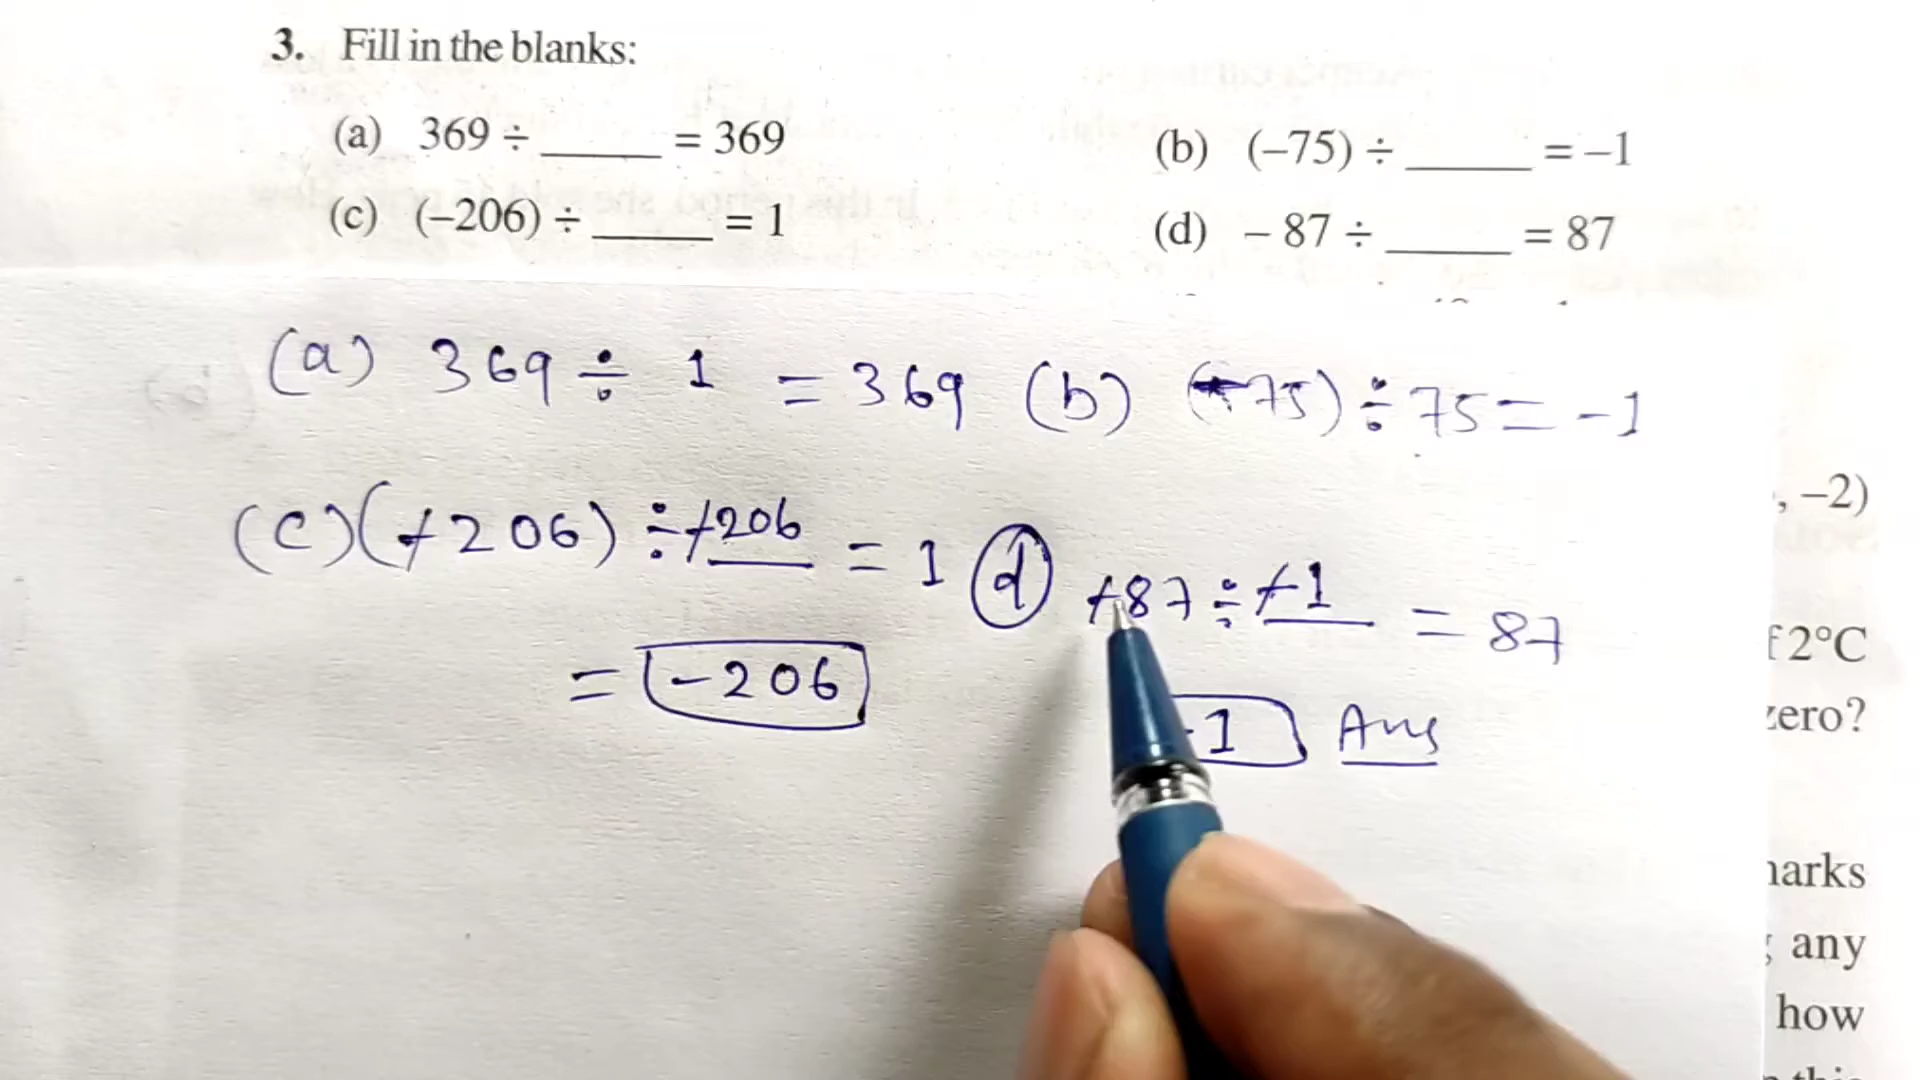 3. Fill in the blanks:
(a) 369 ÷ _____ = 369 (b) (–75) ÷ _____ = –1
(c) (–206) ÷ _____ = 1 (d) – 87 ÷ _____ = 87
(a) 369 ÷ 1 = 369 (b) (-75) ÷ 75 = -1
, –2)
(c) (-206) ÷ -206 = 1 (d) -87 ÷ -1 = 87
= -206
2°C
zero?
-1 Ans
marks
any
how